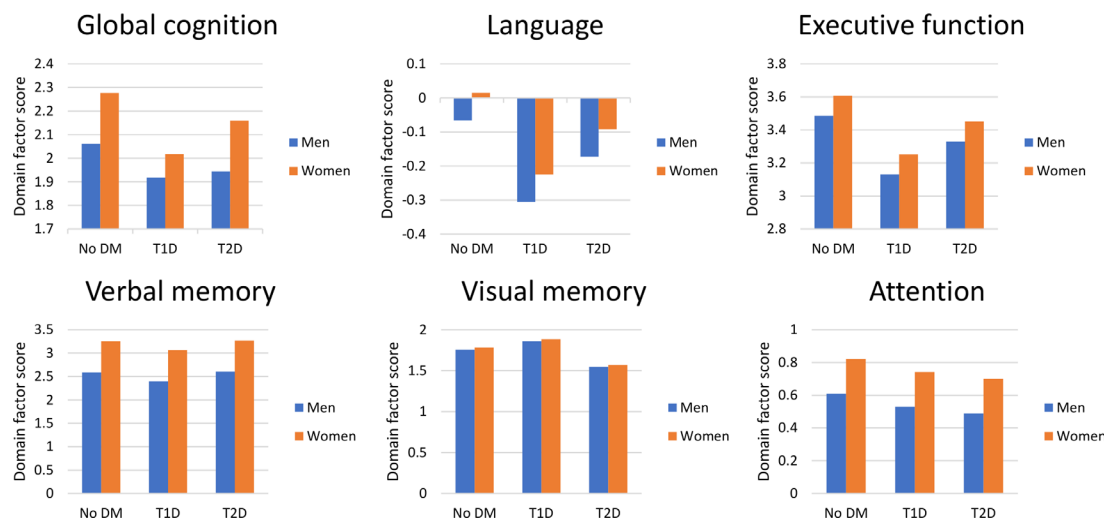 Global cognition
Domain factor score
2.4
2.3
2.2
2.1
2
1.9
1.8
1.7
No DM T1D T2D
Men
Women
Language
Domain factor score
0.1
0
-0.1
-0.2
-0.3
-0.4
No DM T1D T2D
Men
Women
Executive function
Domain factor score
3.8
3.6
3.4
3.2
3
2.8
No DM T1D T2D
Men
Women
Verbal memory
Domain factor score
3.5
3
2.5
2
1.5
1
0.5
0
No DM T1D T2D
Men
Women
Visual memory
Domain factor score
2
1.5
1
0.5
0
No DM T1D T2D
Men
Women
Attention
Domain factor score
1
0.8
0.6
0.4
0.2
0
No DM T1D T2D
Men
Women